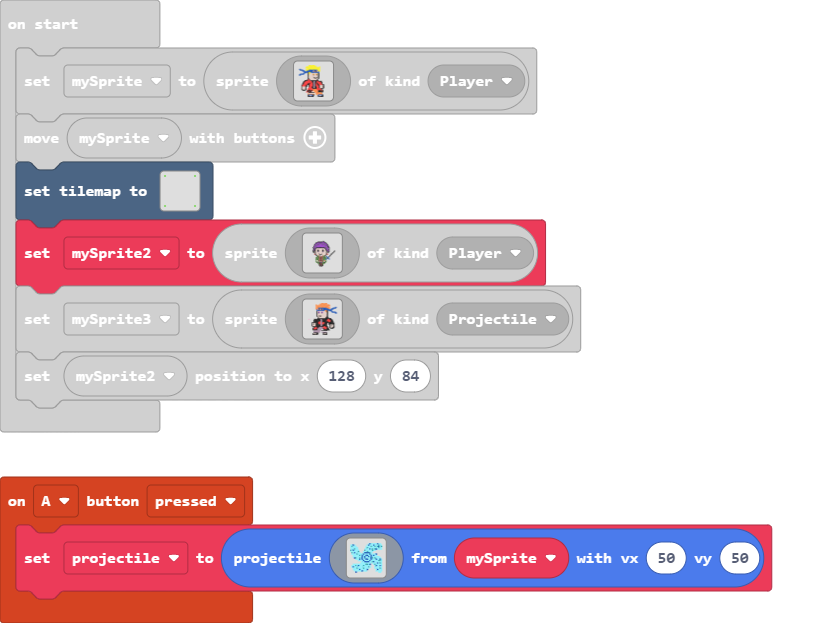 on start
set mySprite to sprite of kind Player
move mySprite with buttons
set tilemap to
set mySprite2 to sprite of kind Player
set mySprite3 to sprite of kind Projectile
set mySprite2 position to x 128 y 84
on A button pressed
set projectile to projectile from mySprite with vx 50 vy 50